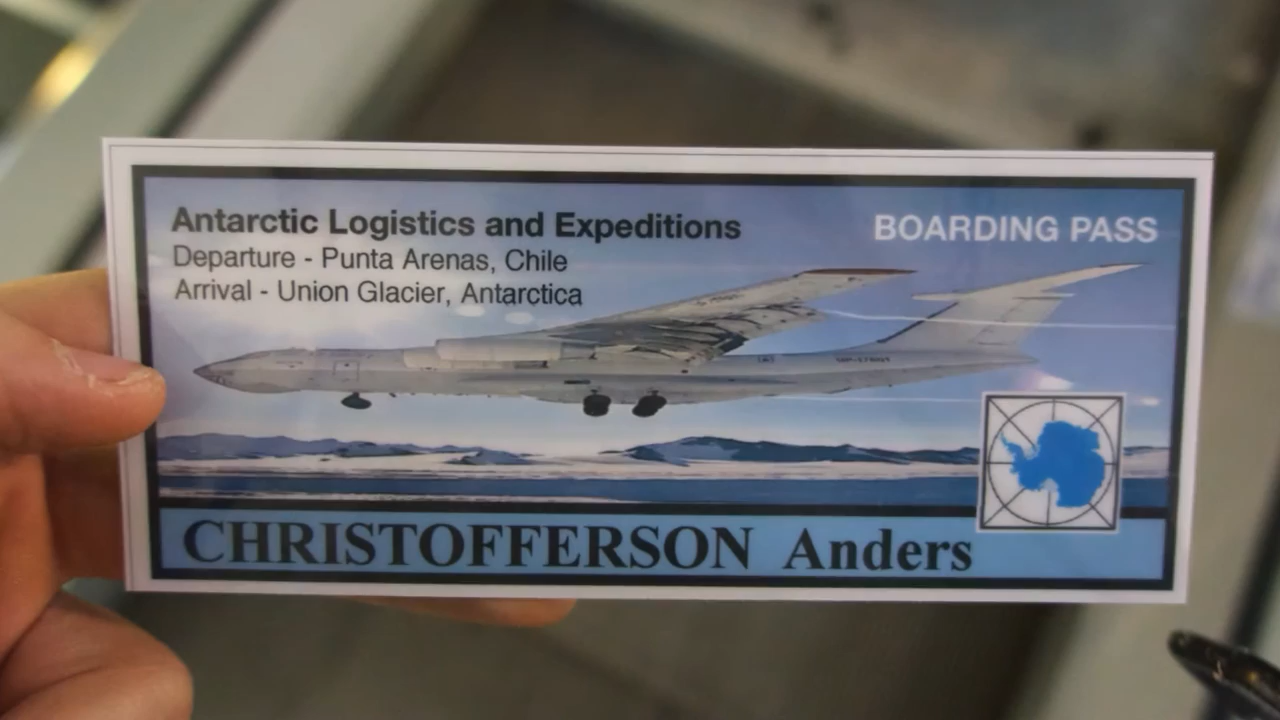 Antarctic Logistics and Expeditions
BOARDING PASS
Departure - Punta Arenas, Chile
Arrival - Union Glacier, Antarctica
CHRISTOFFERSON Anders